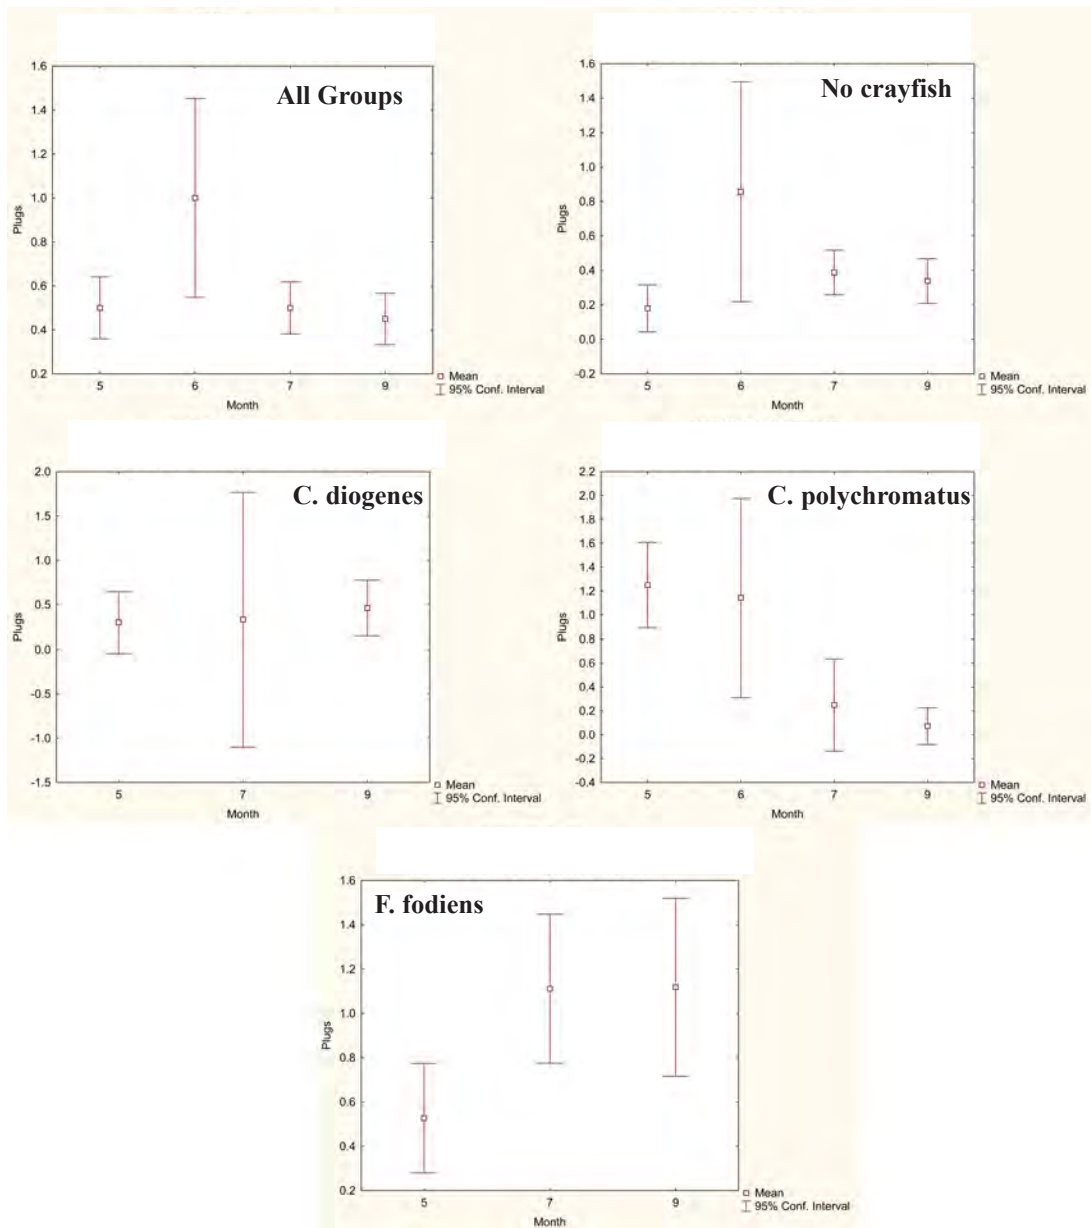 All Groups
1.6
1.4
1.2
1.0
0.8
0.6
0.4
0.2
Plugs
5 6 7 9
Month
Mean
95% Conf. Interval
No crayfish
1.6
1.4
1.2
1.0
0.8
0.6
0.4
0.2
0.0
-0.2
Plugs
5 6 7 9
Month
Mean
95% Conf. Interval
C. diogenes
2.0
1.5
1.0
0.5
0.0
-0.5
-1.0
-1.5
Plugs
5 7 9
Month
Mean
95% Conf. Interval
C. polychromatus
2.2
2.0
1.8
1.6
1.4
1.2
1.0
0.8
0.6
0.4
0.2
0.0
-0.2
-0.4
Plugs
5 6 7 9
Month
Mean
95% Conf. Interval
F. fodiens
1.6
1.4
1.2
1.0
0.8
0.6
0.4
0.2
Plugs
5 7 9
Month
Mean
95% Conf. Interval